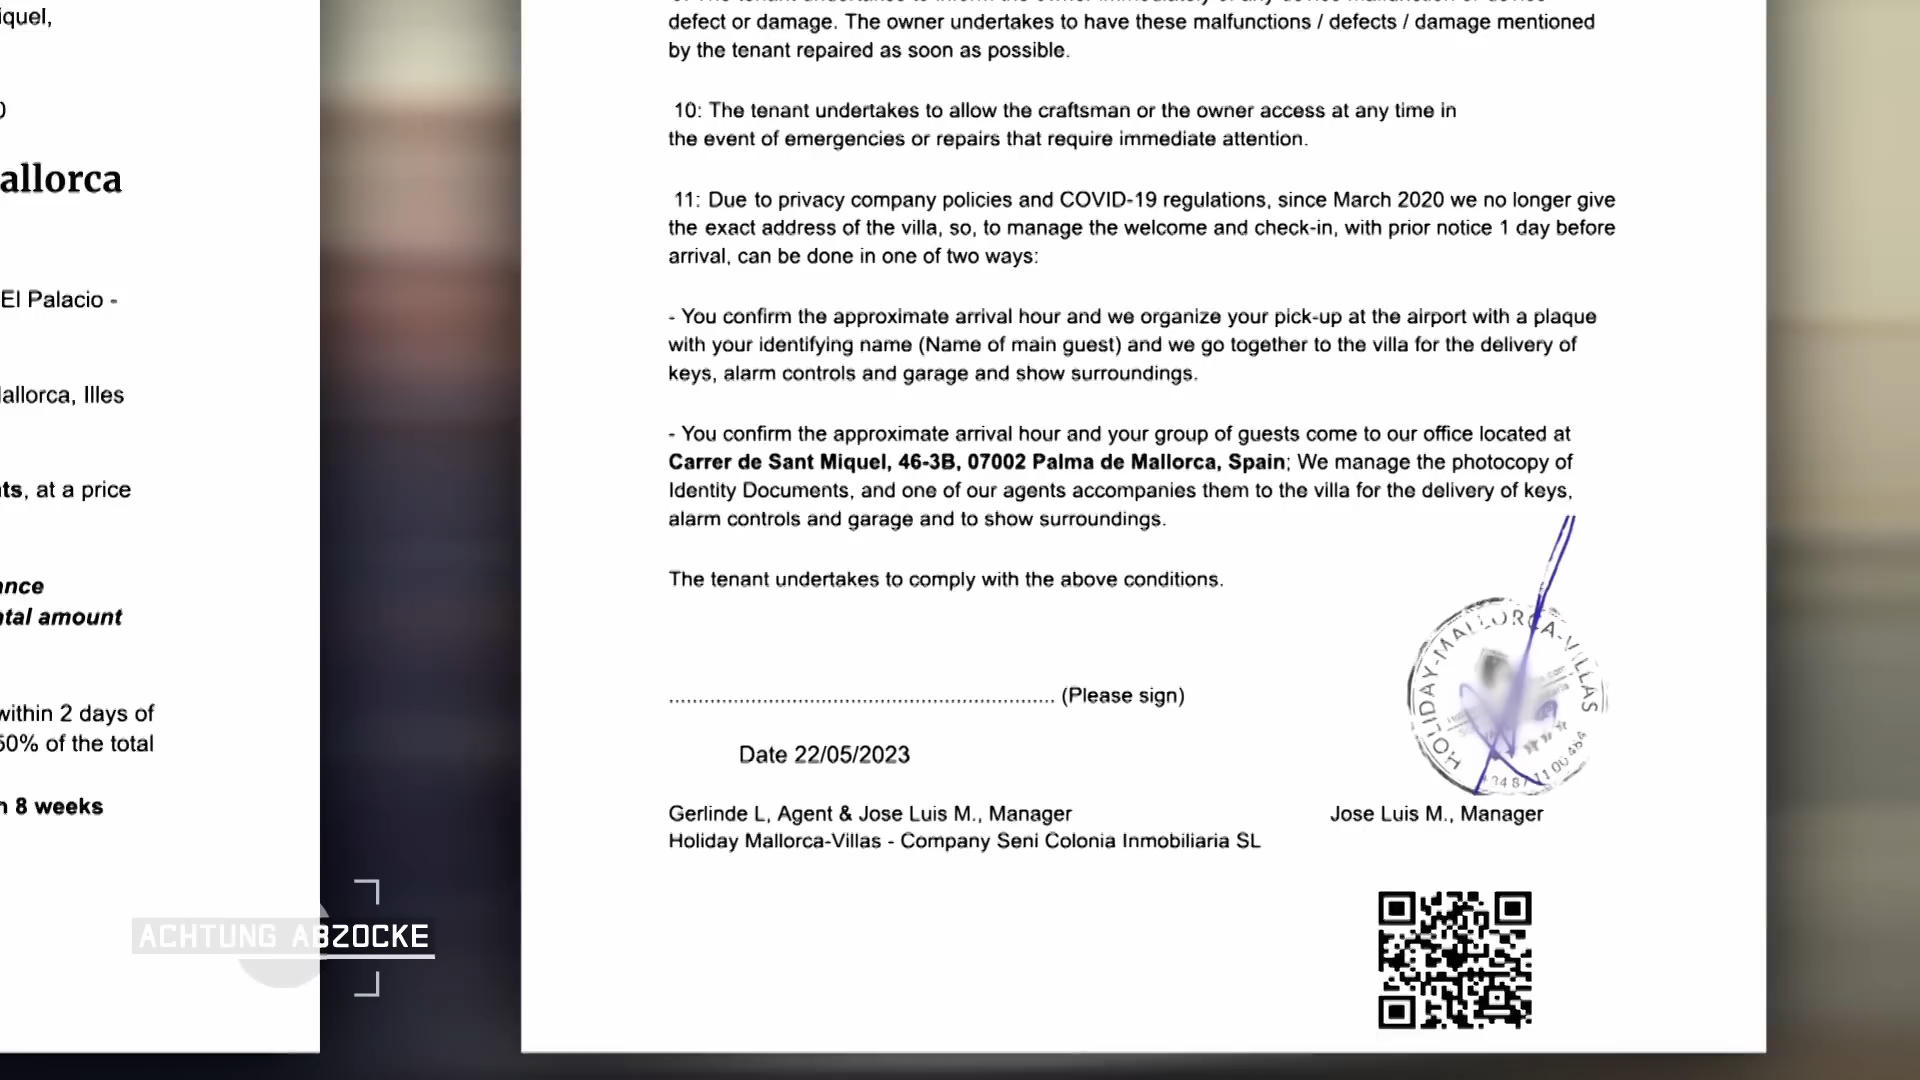 iquel,
0
allorca
El Palacio -
allorca, Illes
ts, at a price
nce
tal amount
within 2 days of
50% of the total
n 8 weeks
defect or damage. The owner undertakes to have these malfunctions / defects / damage mentioned
by the tenant repaired as soon as possible.
10: The tenant undertakes to allow the craftsman or the owner access at any time in
the event of emergencies or repairs that require immediate attention.
11: Due to privacy company policies and COVID-19 regulations, since March 2020 we no longer give
the exact address of the villa, so, to manage the welcome and check-in, with prior notice 1 day before
arrival, can be done in one of two ways:
- You confirm the approximate arrival hour and we organize your pick-up at the airport with a plaque
with your identifying name (Name of main guest) and we go together to the villa for the delivery of
keys, alarm controls and garage and show surroundings.
- You confirm the approximate arrival hour and your group of guests come to our office located at
Carrer de Sant Miquel, 46-3B, 07002 Palma de Mallorca, Spain; We manage the photocopy of
Identity Documents, and one of our agents accompanies them to the villa for the delivery of keys,
alarm controls and garage and to show surroundings.
The tenant undertakes to comply with the above conditions.
HOLIDAY-MALLORCA-VILLAS
.................................................................. (Please sign)
Date 22/05/2023
Gerlinde L, Agent & Jose Luis M., Manager
Jose Luis M., Manager
Holiday Mallorca-Villas - Company Seni Colonia Inmobiliaria SL
ACHTUNG ABZOCKE